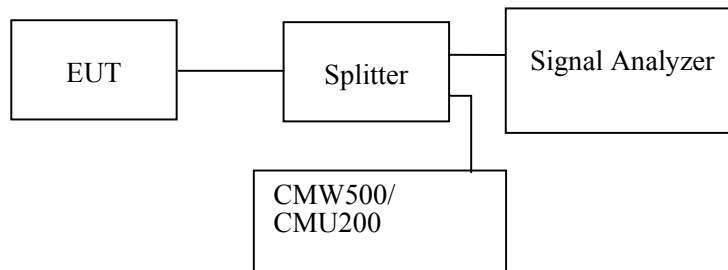 EUT
Splitter
Signal Analyzer
CMW500/
CMU200